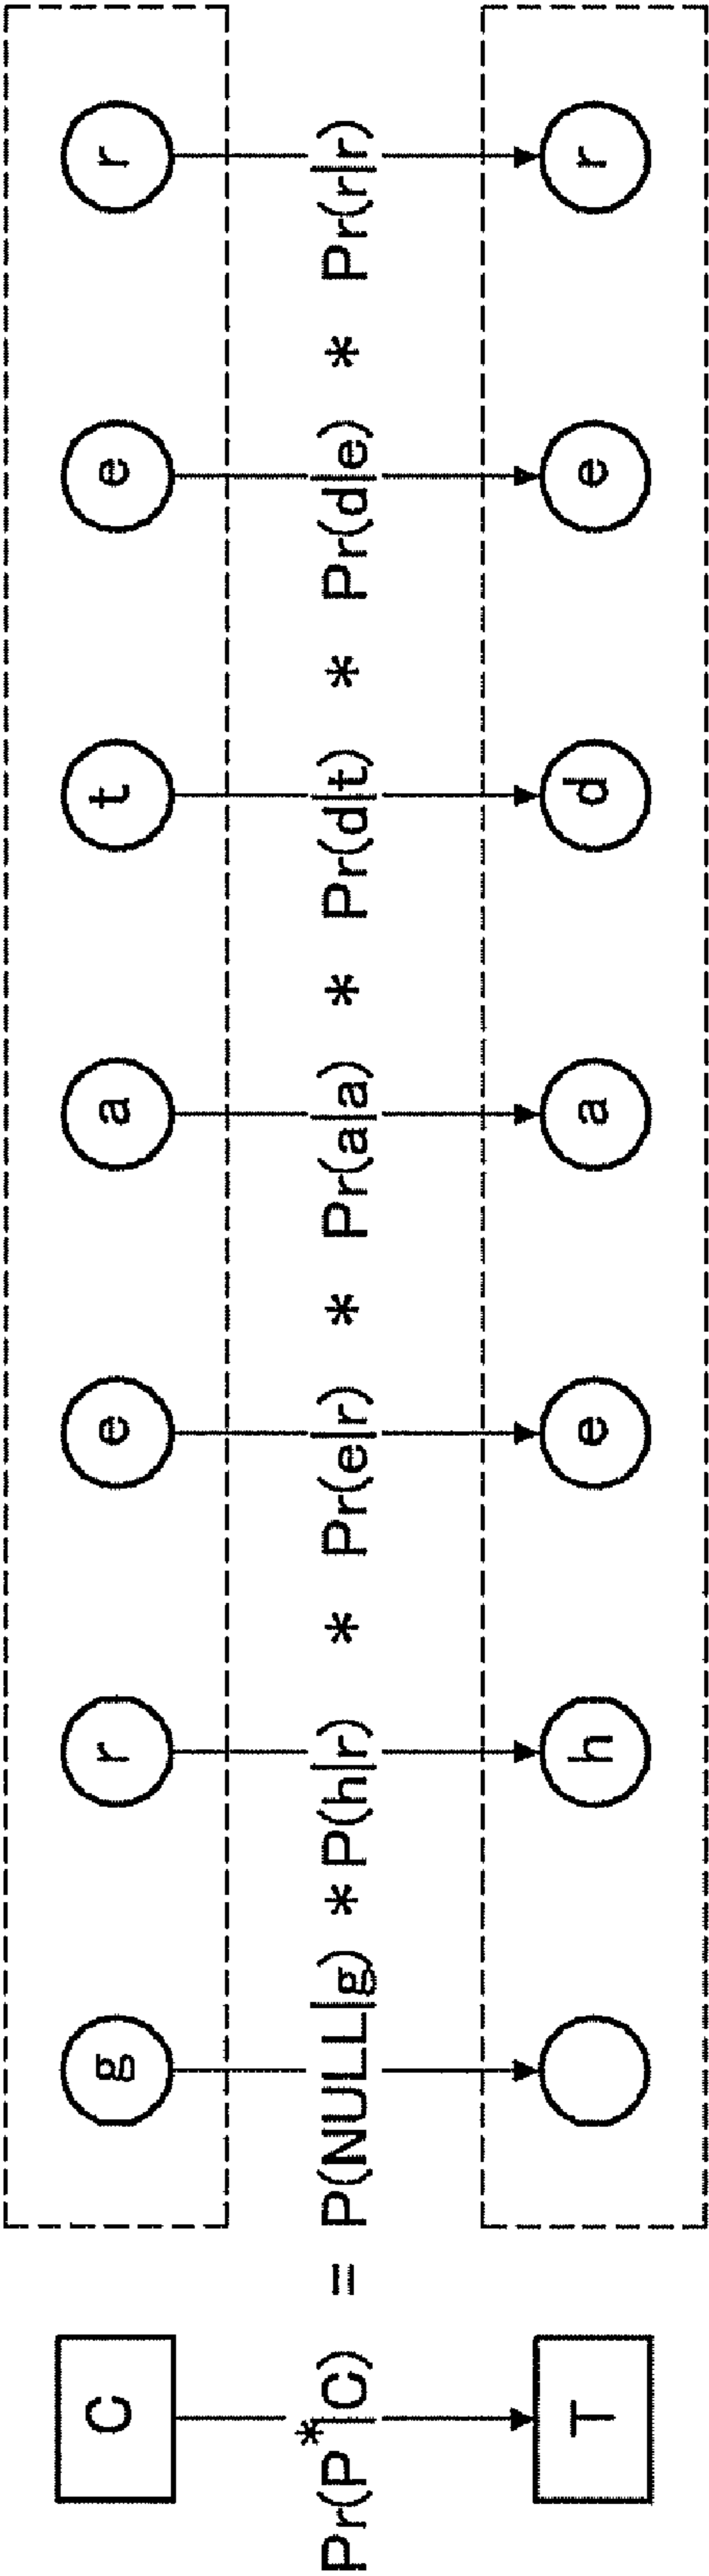 C g r e a t e r
Pr(P*|C) = P(NULL|g) * P(h|r) * Pr(e|r) * Pr(a|a) * Pr(d|t) * Pr(d|e) * Pr(r|r)
T h e a d e r